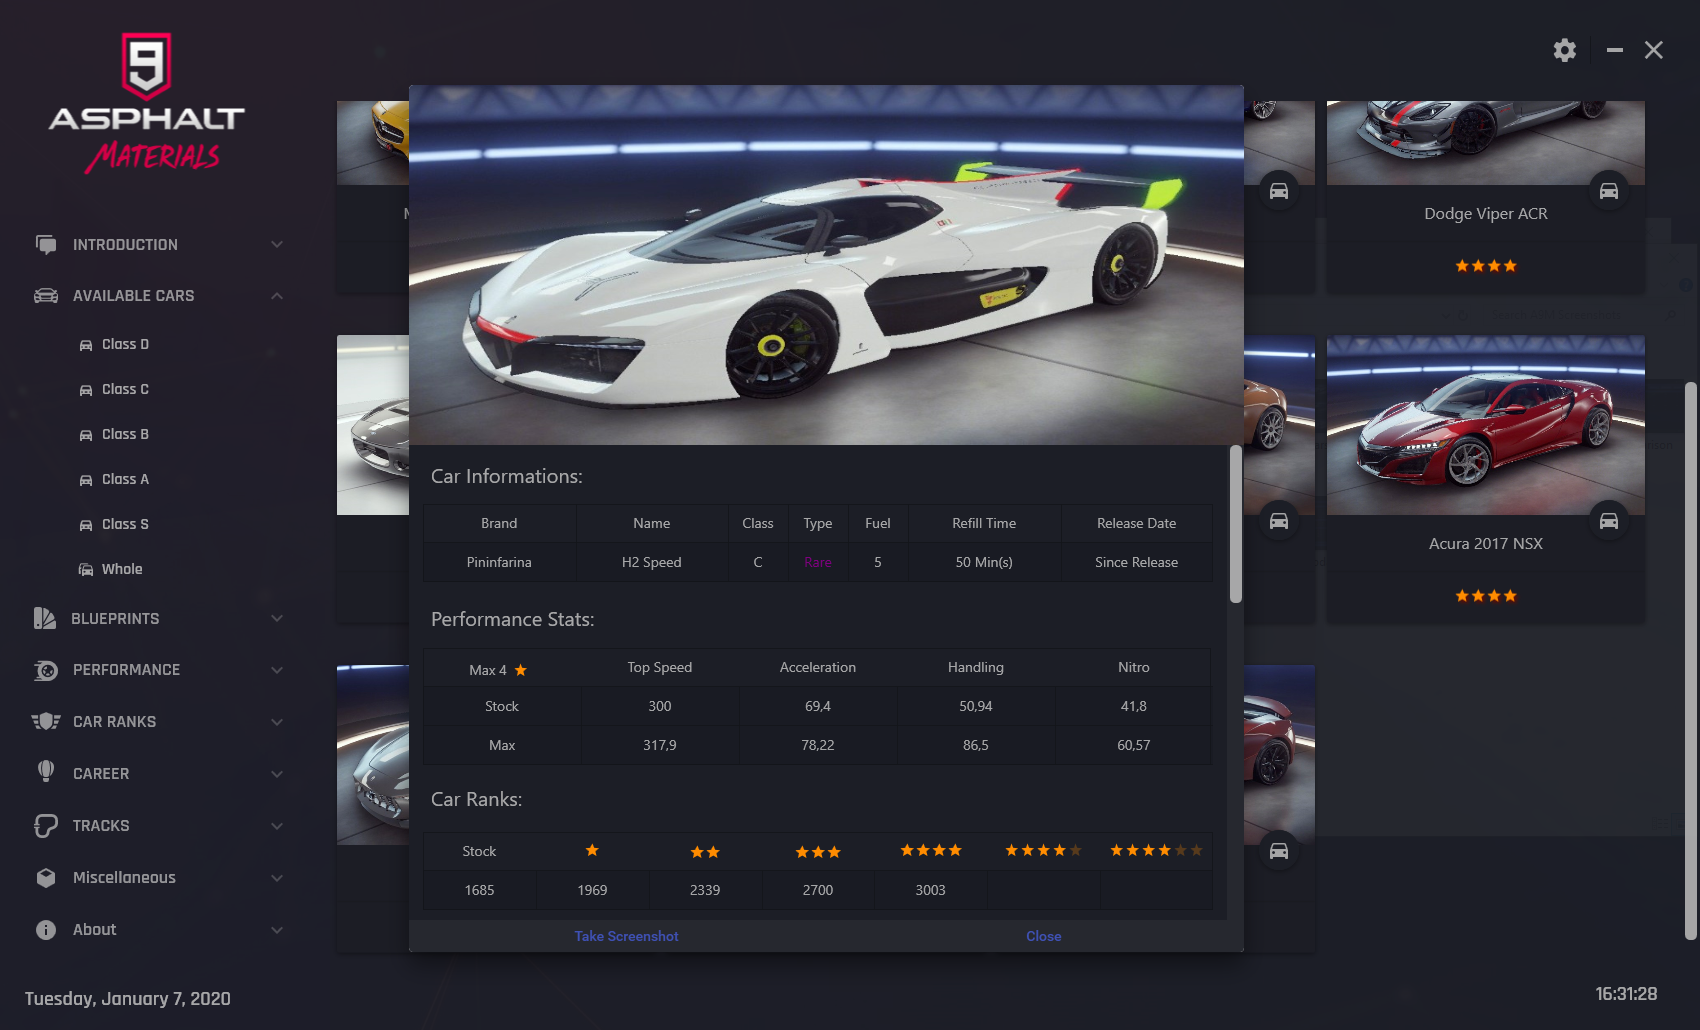 9
ASPHALT
MATERIALS
INTRODUCTION
AVAILABLE CARS
Class D
Class C
Class B
Class A
Class S
Whole
BLUEPRINTS
PERFORMANCE
CAR RANKS
CAREER
TRACKS
Miscellaneous
About
Tuesday, January 7, 2020
Car Informations:
Brand Name Class Type Fuel Refill Time Release Date
Pininfarina H2 Speed C Rare 5 50 Min(s) Since Release
Performance Stats:
Max 4 Top Speed Acceleration Handling Nitro
Stock 300 69,4 50,94 41,8
Max 317,9 78,22 86,5 60,57
Car Ranks:
Stock
1685 1969 2339 2700 3003
Take Screenshot Close
Dodge Viper ACR
Acura 2017 NSX
16:31:28